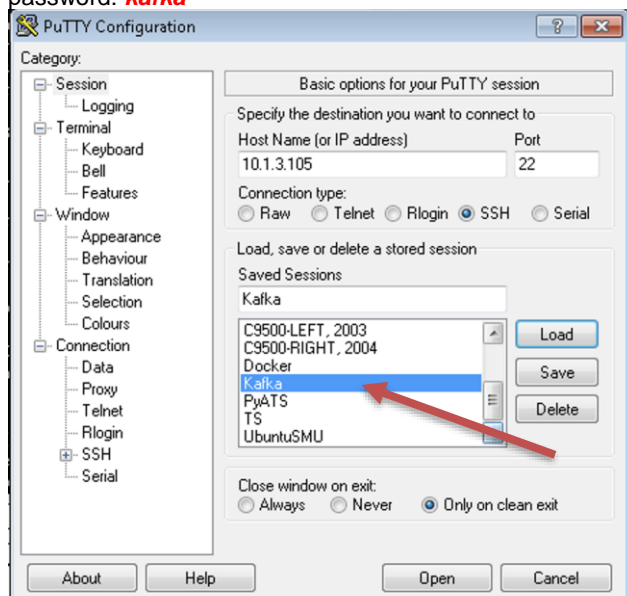 password: kafka
PuTTY Configuration
Category:
Session
Logging
Terminal
Keyboard
Bell
Features
Window
Appearance
Behaviour
Translation
Selection
Colours
Connection
Data
Proxy
Telnet
Rlogin
SSH
Serial
Basic options for your PuTTY session
Specify the destination you want to connect to
Host Name (or IP address) Port
10.1.3.105 22
Connection type:
Raw Telnet Rlogin SSH Serial
Load, save or delete a stored session
Saved Sessions
Kafka
C9500-LEFT, 2003
C9500-RIGHT, 2004
Docker
Kafka
PyATS
TS
UbuntuSMU
Load
Save
Delete
Close window on exit:
Always Never Only on clean exit
About Help Open Cancel